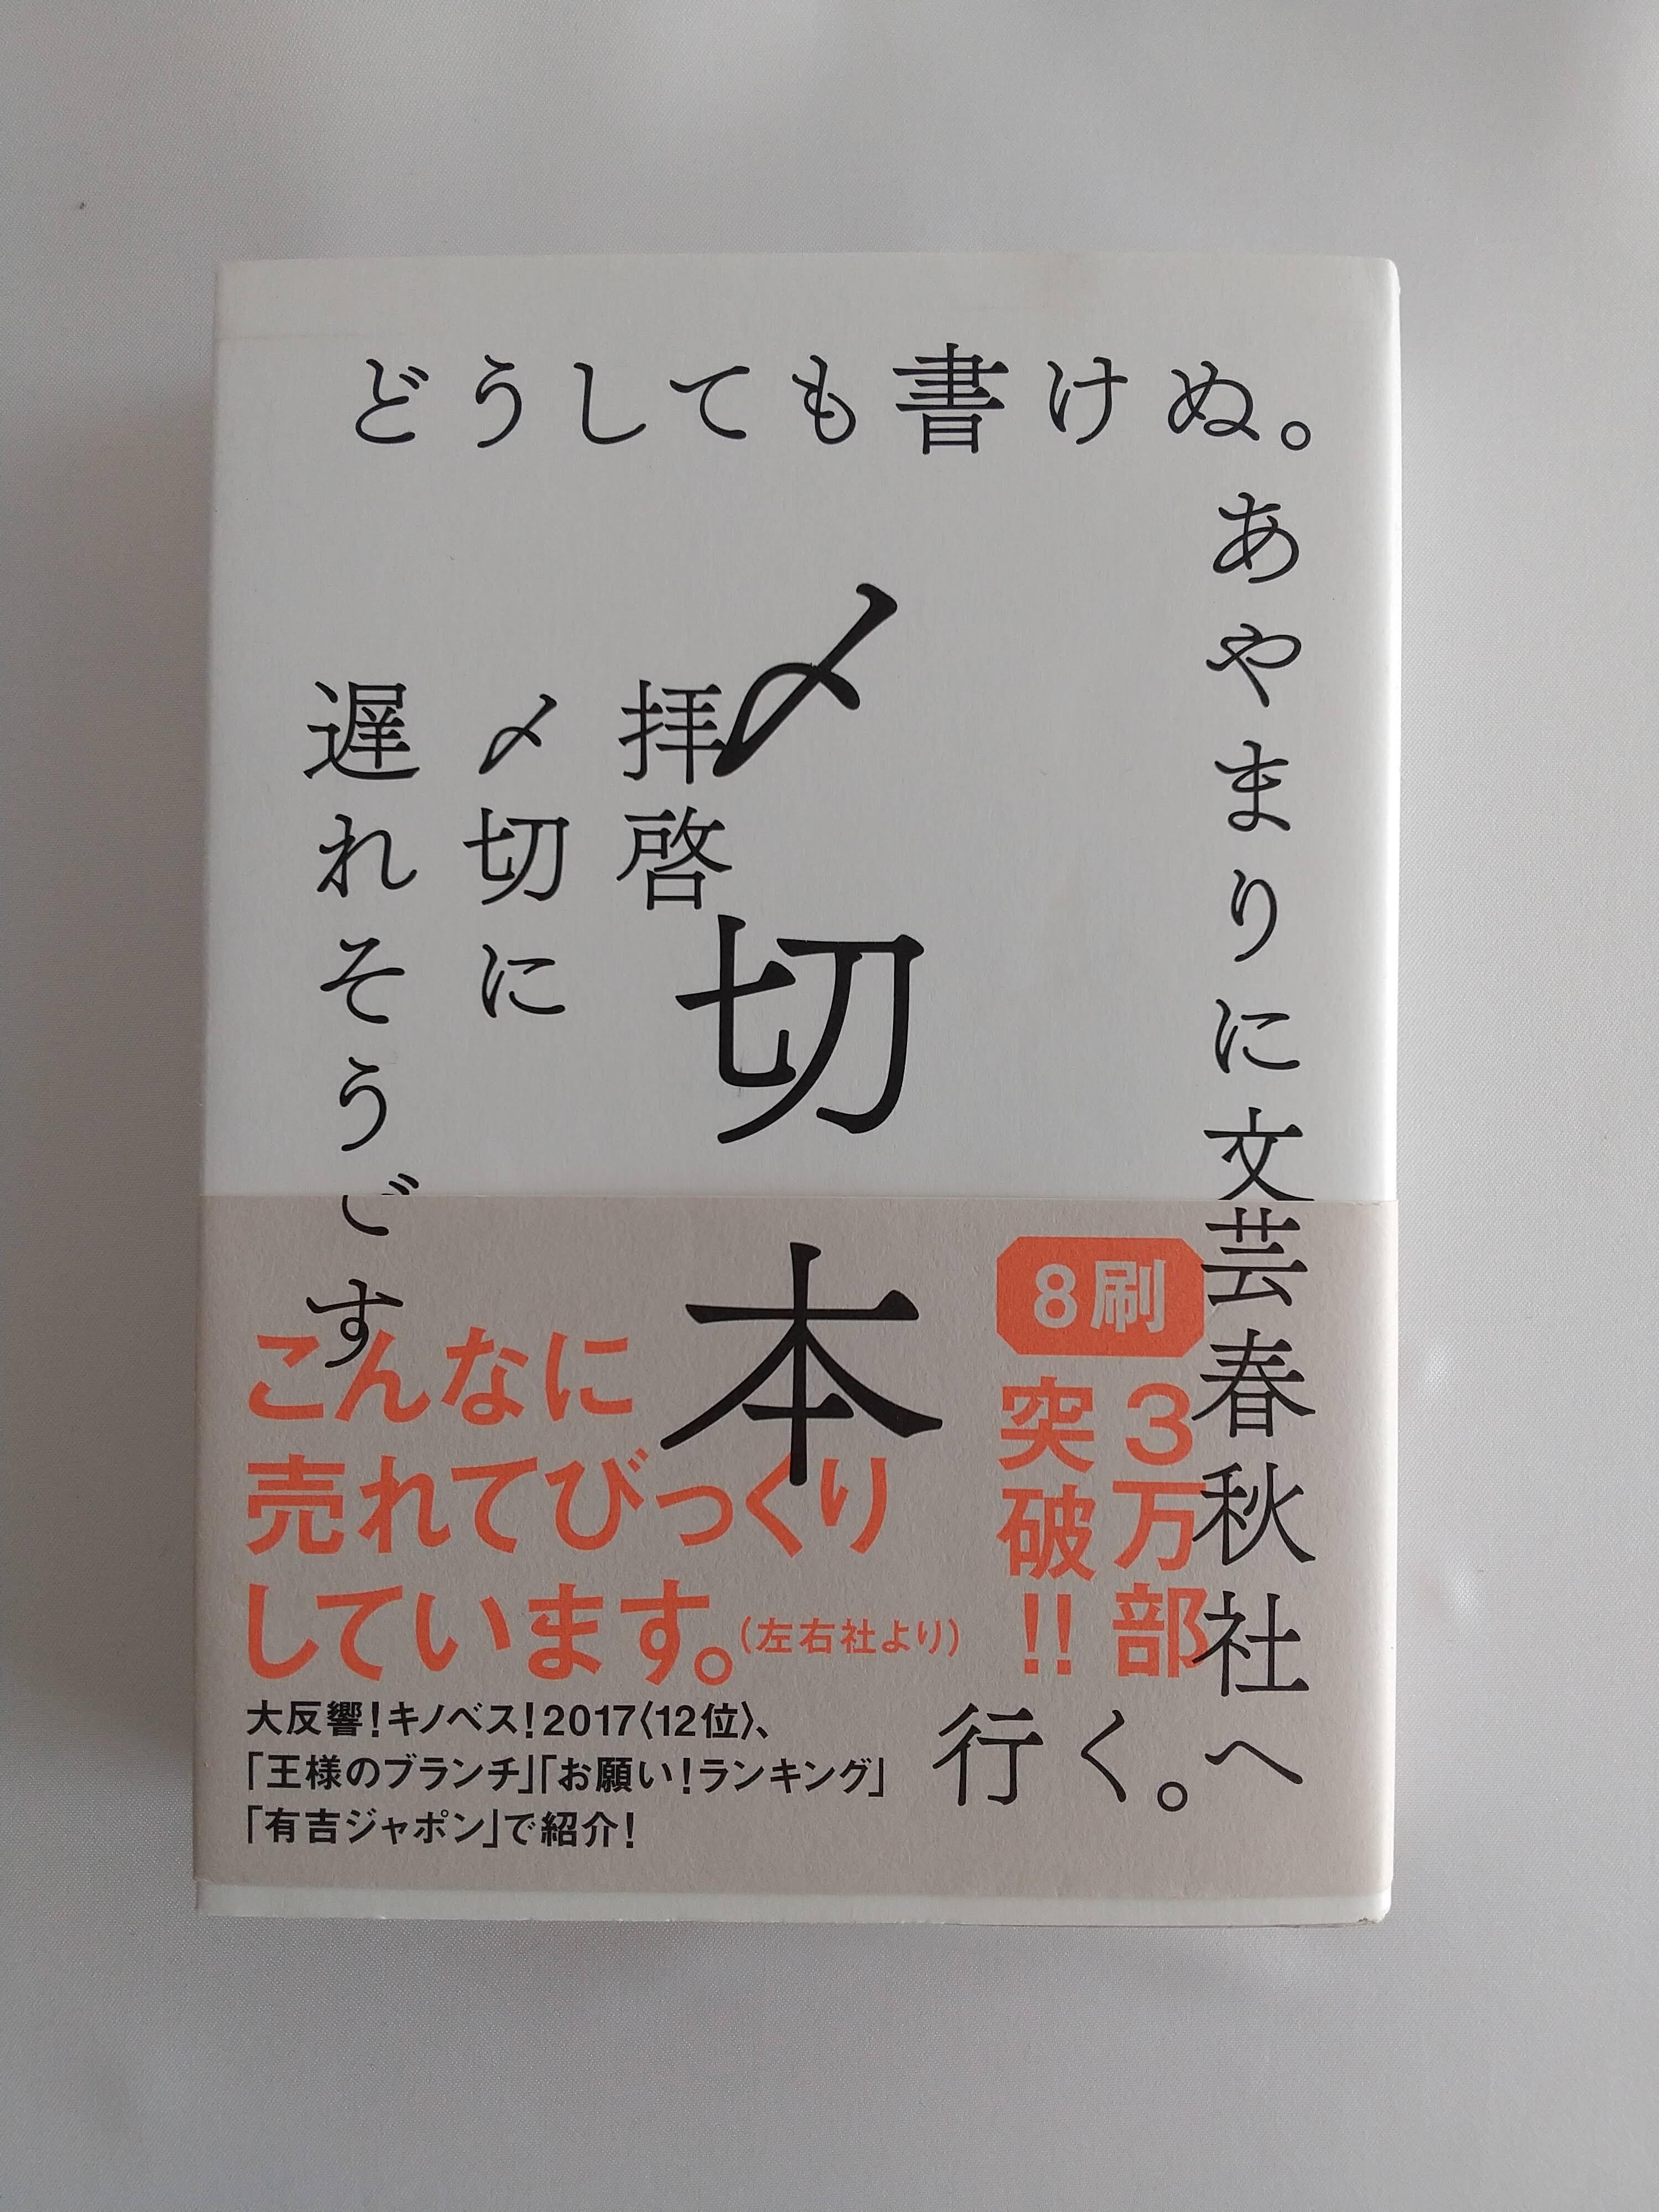 どうしても書けぬ。
あやまりに文芸春秋社へ
行く。
〆切本
拝啓
〆切に
遅れそうです
8刷
3万部
突破!!
こんなに
売れてびっくり
しています。(左右社より)
大反響!キノベス!2017〈12位〉、
「王様のブランチ」「お願い!ランキング」
「有吉ジャポン」で紹介!